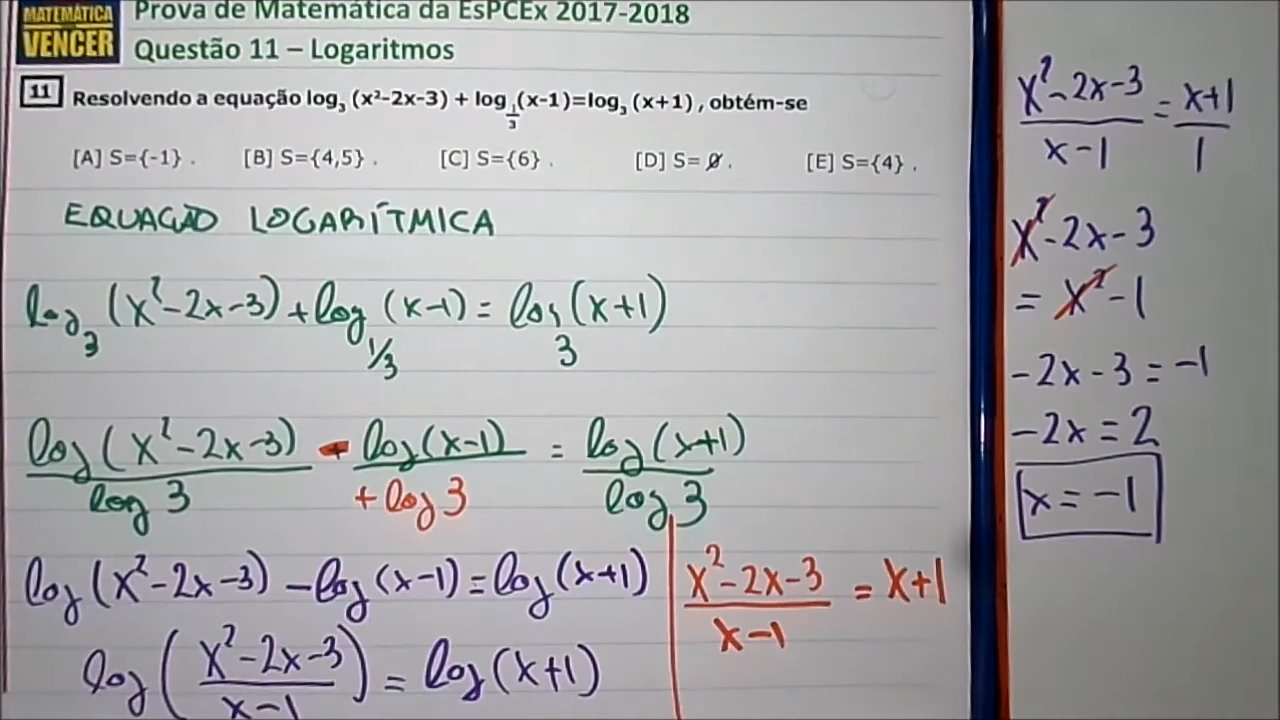 MATEMÁTICA
VENCER
Prova de Matemática da EsPCEx 2017-2018
Questão 11 – Logaritmos
11 Resolvendo a equação log₃ (x²-2x-3) + log_{1/3} (x-1)=log₃ (x+1) , obtém-se
[A] S={-1} . [B] S={4,5} . [C] S={6} . [D] S= ∅ . [E] S={4} .
EQUAÇÃO LOGARÍTMICA
log₃ (x²-2x-3) + log_{1/3} (x-1) = log₃ (x+1)
log(x²-2x-3)/log 3 - log(x-1)/+log 3 = log(x+1)/log 3
log(x²-2x-3) - log(x-1) = log(x+1)
log((x²-2x-3)/(x-1)) = log(x+1)
(x²-2x-3)/(x-1) = x+1
(x²-2x-3)/(x-1) = (x+1)/1
x²-2x-3
= x²-1
-2x-3=-1
-2x=2
x=-1